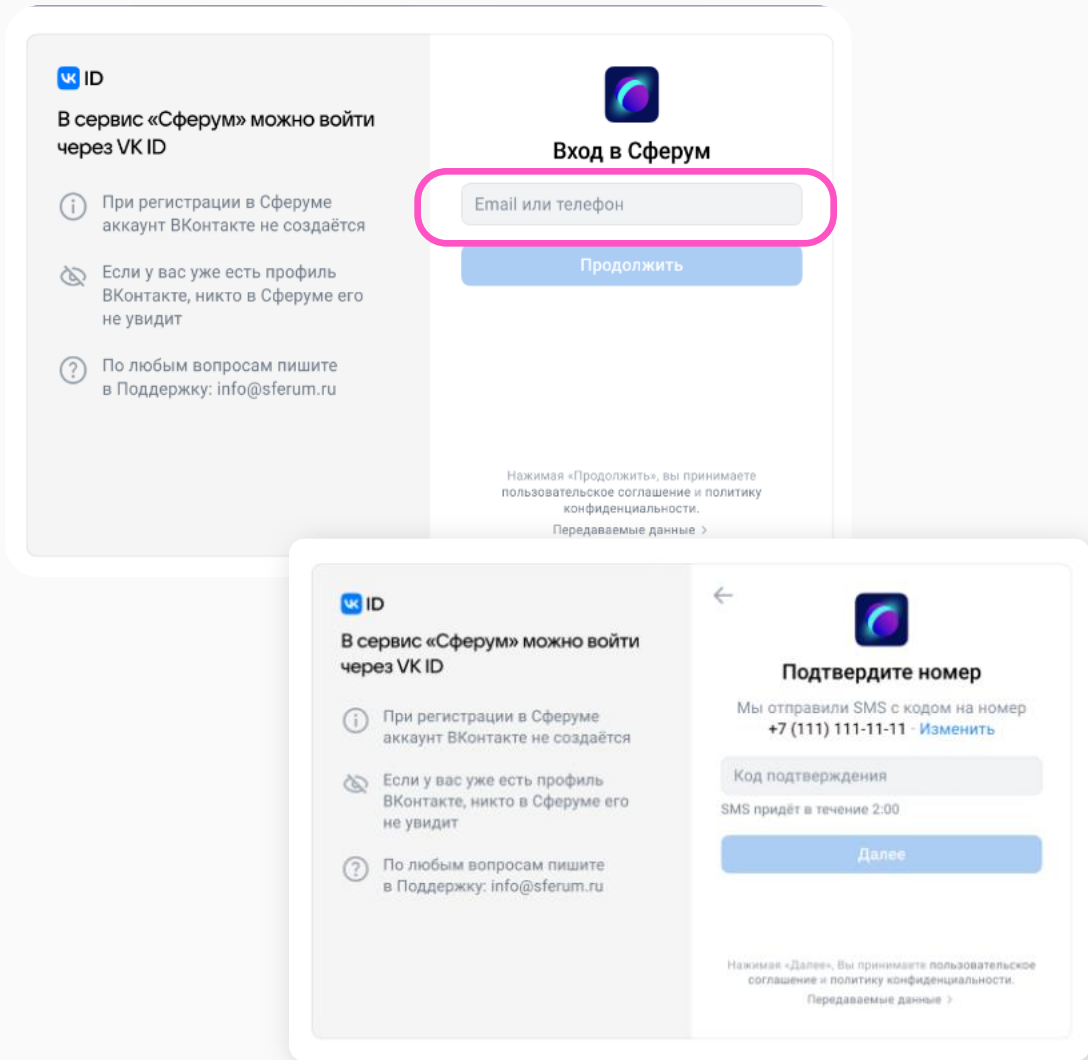 VK ID
В сервис «Сферум» можно войти
через VK ID
При регистрации в Сферуме
аккаунт ВКонтакте не создаётся
Если у вас уже есть профиль
ВКонтакте, никто в Сферуме его
не увидит
По любым вопросам пишите
в Поддержку: info@sferum.ru
Вход в Сферум
Email или телефон
Продолжить
Нажимая «Продолжить», вы принимаете
пользовательское соглашение и политику
конфиденциальности.
Передаваемые данные >
VK ID
В сервис «Сферум» можно войти
через VK ID
При регистрации в Сферуме
аккаунт ВКонтакте не создаётся
Если у вас уже есть профиль
ВКонтакте, никто в Сферуме его
не увидит
По любым вопросам пишите
в Поддержку: info@sferum.ru
Подтвердите номер
Мы отправили SMS с кодом на номер
+7 (111) 111-11-11 · Изменить
Код подтверждения
SMS придёт в течение 2:00
Далее
Нажимая «Далее», Вы принимаете пользовательское
соглашение и политику конфиденциальности.
Передаваемые данные >